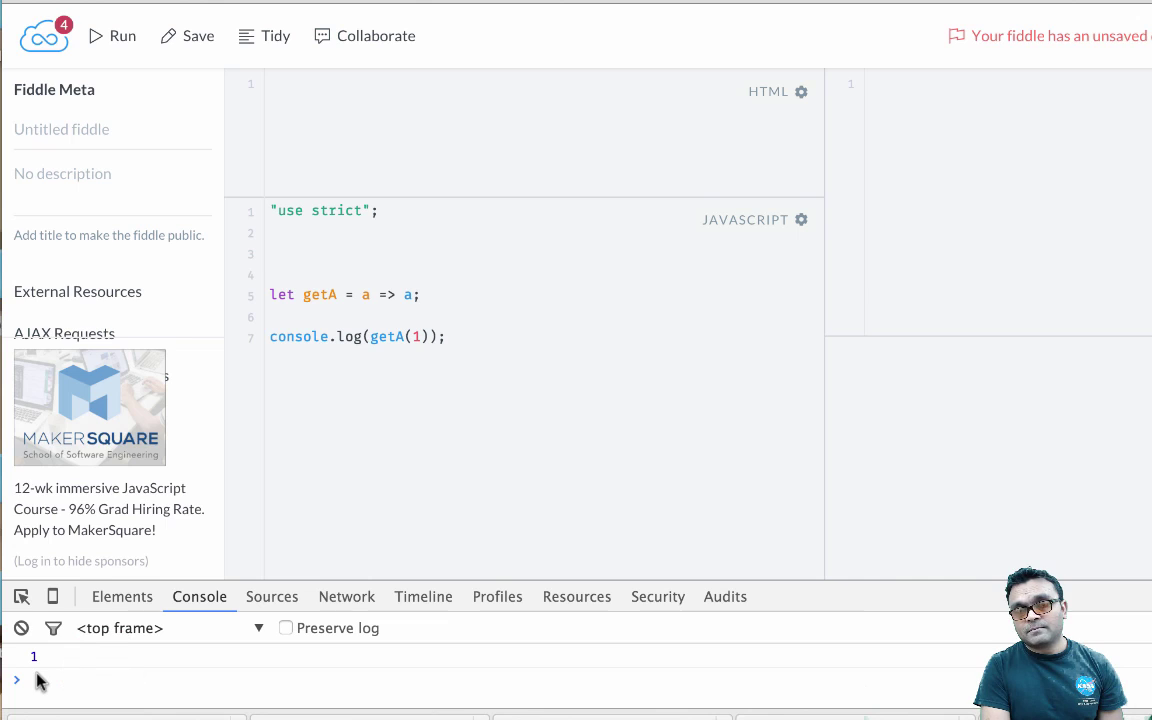 4
Run
Save
Tidy
Collaborate
Your fiddle has an unsaved
Fiddle Meta
Untitled fiddle
No description
Add title to make the fiddle public.
External Resources
AJAX Requests
s
MAKERSQUARE
School of Software Engineering
12-wk immersive JavaScript
Course - 96% Grad Hiring Rate.
Apply to MakerSquare!
(Log in to hide sponsors)
1
HTML
1
JAVASCRIPT
1 "use strict";
2
3
4
5 let getA = a => a;
6
7 console.log(getA(1));
Elements
Console
Sources
Network
Timeline
Profiles
Resources
Security
Audits
<top frame>
Preserve log
1
>